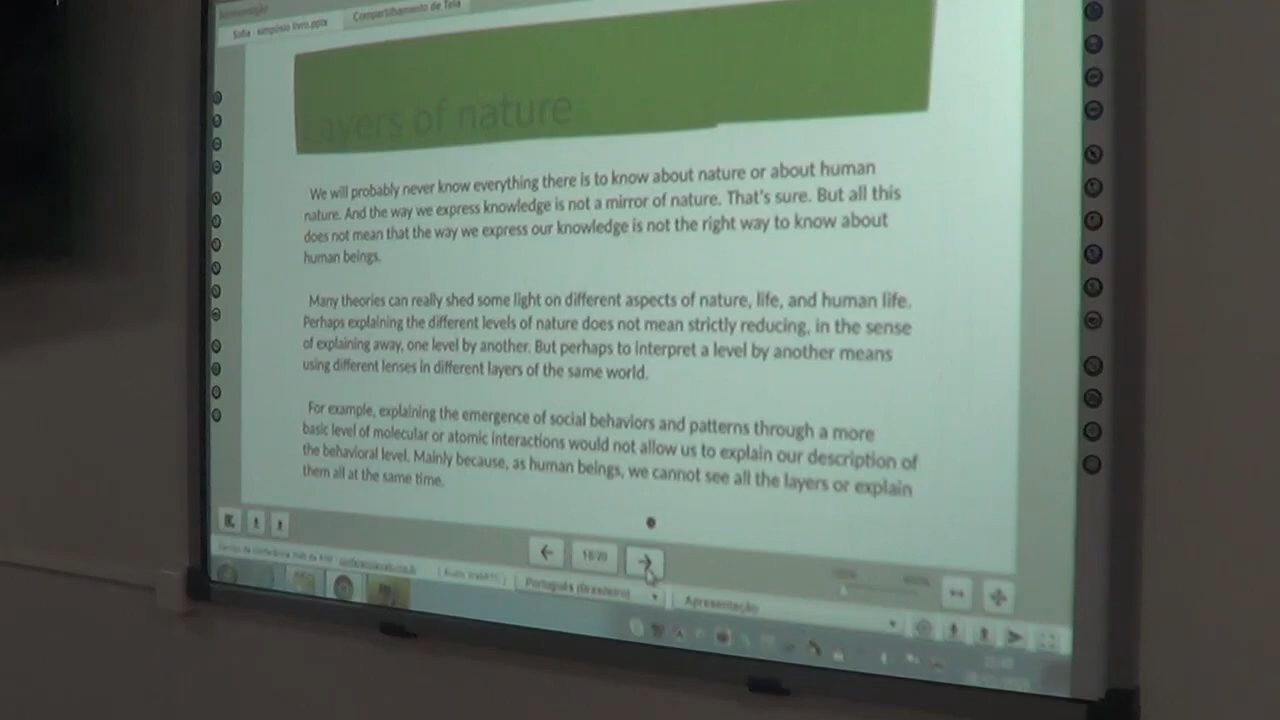 Apresentação
Sofia - simpósio livro.pptx
Compartilhamento de Tela
Layers of nature
We will probably never know everything there is to know about nature or about human
nature. And the way we express knowledge is not a mirror of nature. That's sure. But all this
does not mean that the way we express our knowledge is not the right way to know about
human beings.
Many theories can really shed some light on different aspects of nature, life, and human life.
Perhaps explaining the different levels of nature does not mean strictly reducing, in the sense
of explaining away, one level by another. But perhaps to interpret a level by another means
using different lenses in different layers of the same world.
For example, explaining the emergence of social behaviors and patterns through a more
basic level of molecular or atomic interactions would not allow us to explain our description of
the behavioral level. Mainly because, as human beings, we cannot see all the layers or explain
them all at the same time.
Português (Brasileiro)
Apresentação